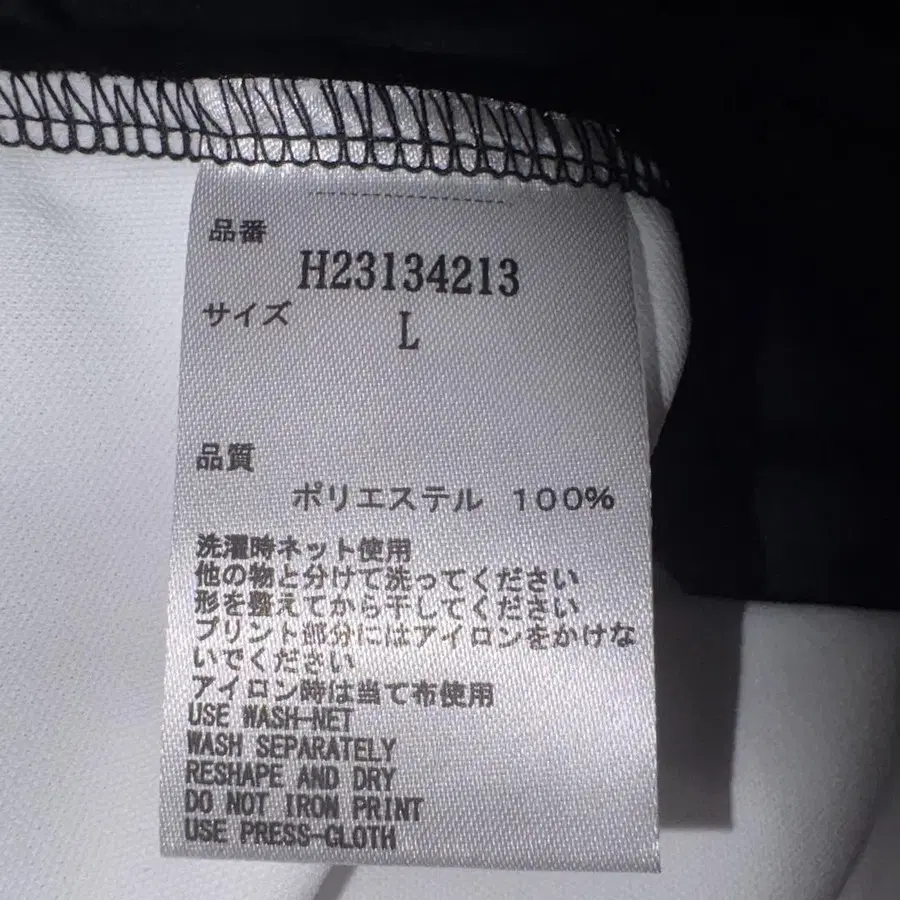 品番
H23134213
サイズ
L
品質
ポリエステル 100%
洗濯時ネット使用
他の物と分けて洗ってください
形を整えてから干してください
プリント部分にはアイロンをかけな
いでください
アイロン時は当て布使用
USE WASH-NET
WASH SEPARATELY
RESHAPE AND DRY
DO NOT IRON PRINT
USE PRESS-CLOTH